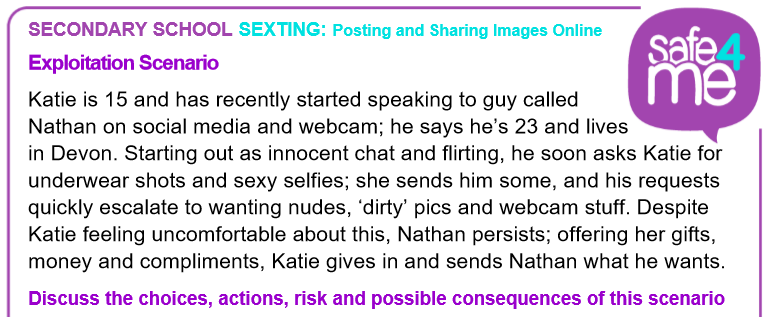 SECONDARY SCHOOL SEXTING: Posting and Sharing Images Online
safe4
me
Exploitation Scenario
Katie is 15 and has recently started speaking to guy called
Nathan on social media and webcam; he says he's 23 and lives
in Devon. Starting out as innocent chat and flirting, he soon asks Katie for
underwear shots and sexy selfies; she sends him some, and his requests
quickly escalate to wanting nudes, ‘dirty’ pics and webcam stuff. Despite
Katie feeling uncomfortable about this, Nathan persists; offering her gifts,
money and compliments, Katie gives in and sends Nathan what he wants.
Discuss the choices, actions, risk and possible consequences of this scenario